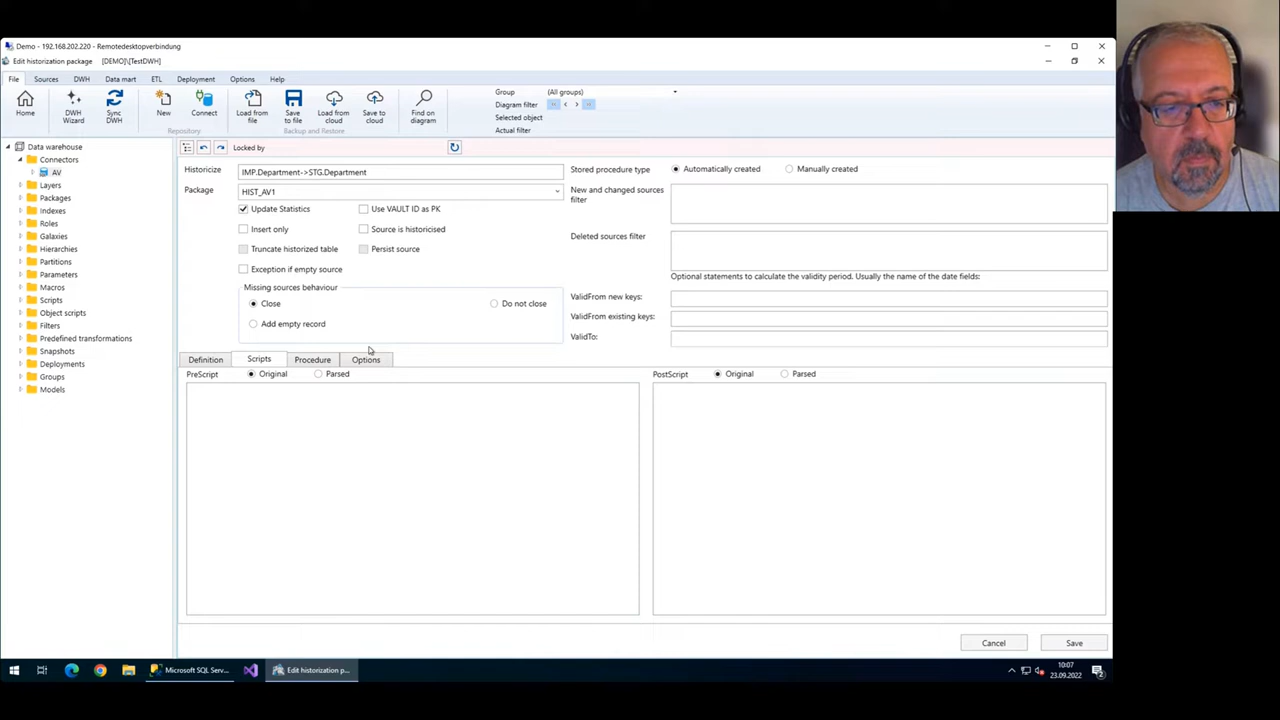 Demo - 192.168.202.220 - Remotedesktopverbindung
Edit historization package [DEMO]\[TestDWH]
File Sources DWH Data mart ETL Deployment Options Help
Home DWH Wizard Sync DWH New Connect Load from file Save to file Load from cloud Save to cloud Find on diagram
Repository Backup and Restore
Group (All groups)
Diagram filter
Selected object
Actual filter
Data warehouse
Connectors
AV
Layers
Packages
Indexes
Roles
Galaxies
Hierarchies
Partitions
Parameters
Macros
Scripts
Object scripts
Filters
Predefined transformations
Snapshots
Deployments
Groups
Models
Locked by
Historicize IMP.Department->STG.Department
Package HIST_AV1
Update Statistics Use VAULT ID as PK
Insert only Source is historicised
Truncate historized table Persist source
Exception if empty source
Missing sources behaviour
Close Do not close
Add empty record
Stored procedure type Automatically created Manually created
New and changed sources filter
Deleted sources filter
Optional statements to calculate the validity period. Usually the name of the date fields:
ValidFrom new keys:
ValidFrom existing keys:
ValidTo:
Definition Scripts Procedure Options
PreScript Original Parsed
PostScript Original Parsed
Cancel Save
Microsoft SQL Serv... Edit historization p...
10:07
23.09.2022